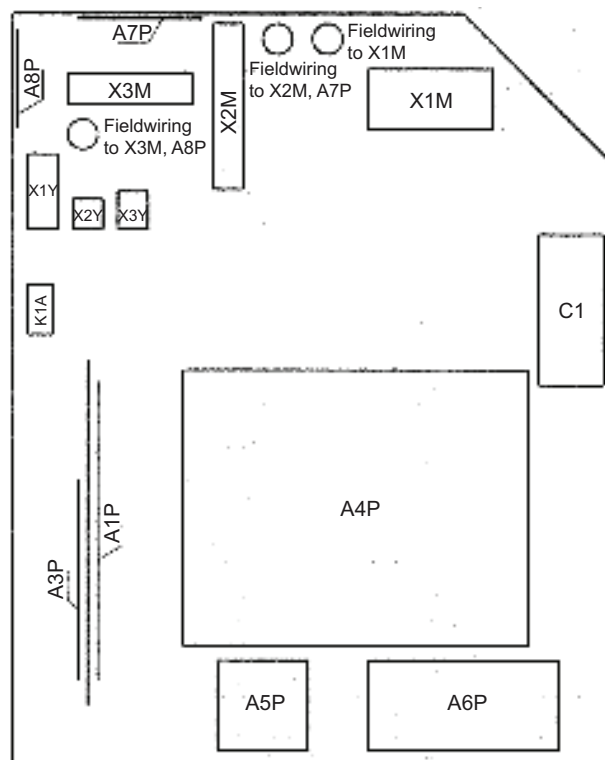 A7P
Fieldwiring
to X1M
A8P
X3M
X2M
Fieldwiring
to X2M, A7P
X1M
Fieldwiring
to X3M, A8P
X1Y
X2Y
X3Y
K1A
C1
A4P
A1P
A3P
A5P
A6P